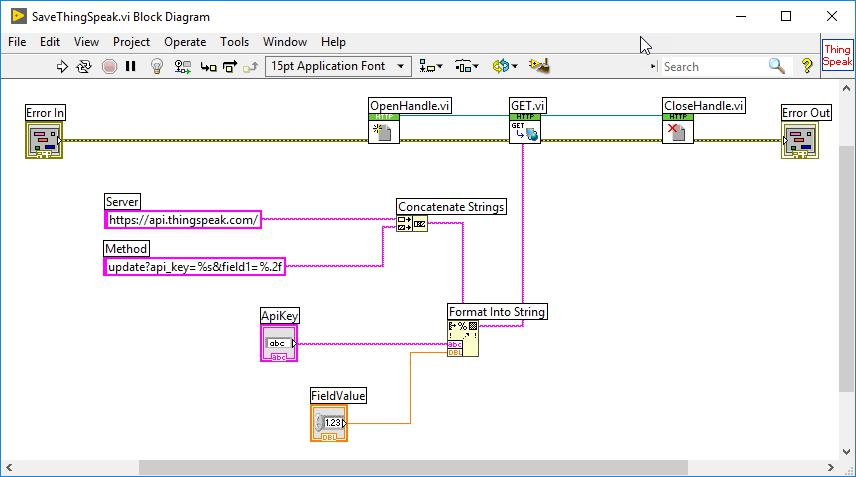 SaveThingSpeak.vi Block Diagram
File Edit View Project Operate Tools Window Help
15pt Application Font
Search
?
Thing
Speak
Error In
OpenHandle.vi
HTTP
GET.vi
HTTP
GET
CloseHandle.vi
HTTP
Error Out
Server
https://api.thingspeak.com/
Concatenate Strings
Method
update?api_key=%s&field1=%.2f
ApiKey
abc
abc
Format Into String
%
abc
DBL
FieldValue
1.23
DBL